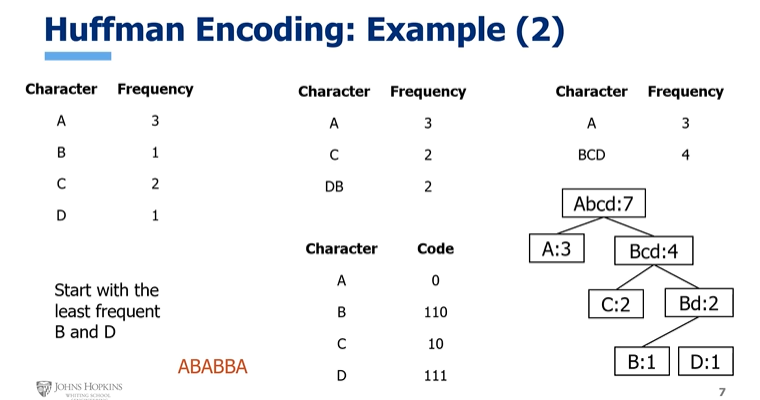 Huffman Encoding: Example (2)
Character Frequency
A 3
B 1
C 2
D 1
Character Frequency
A 3
C 2
DB 2
Character Frequency
A 3
BCD 4
Abcd:7
A:3 Bcd:4
C:2 Bd:2
B:1 D:1
Character Code
A 0
B 110
C 10
D 111
Start with the
least frequent
B and D
ABABBA
JOHNS HOPKINS
WHITING SCHOOL
7